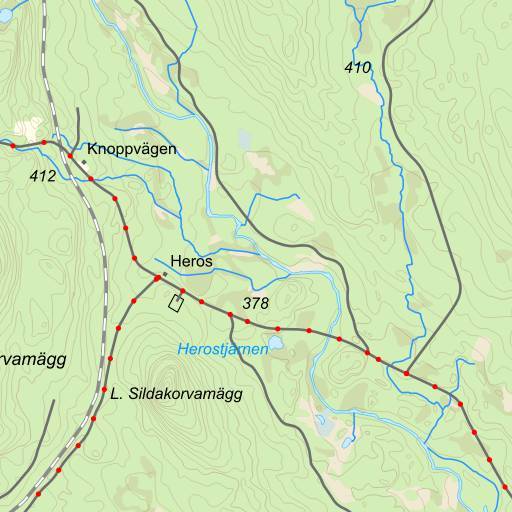 410
Knoppvägen
412
Heros
378
Herostjärnen
rvamägg
L. Sildakorvamägg